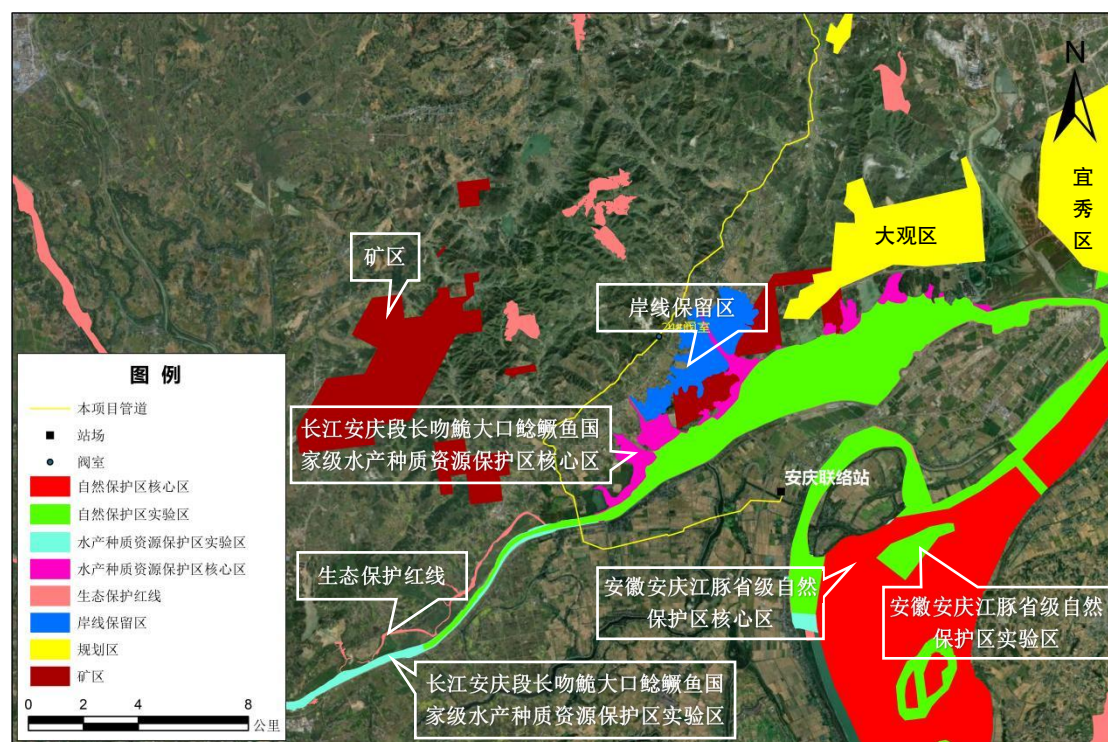 N
宜
秀
区
大观区
矿区
岸线保留区
长江安庆段长吻鮠大口鲶鳜鱼国
家级水产种质资源保护区核心区
安庆联络站
生态保护红线
安徽安庆江豚省级自然
保护区核心区
安徽安庆江豚省级自然
保护区实验区
长江安庆段长吻鮠大口鲶鳜鱼国
家级水产种质资源保护区实验区
图 例
本项目管道
站场
阀室
自然保护区核心区
自然保护区实验区
水产种质资源保护区实验区
水产种质资源保护区核心区
生态保护红线
岸线保留区
规划区
矿区
0 2 4 8
公里